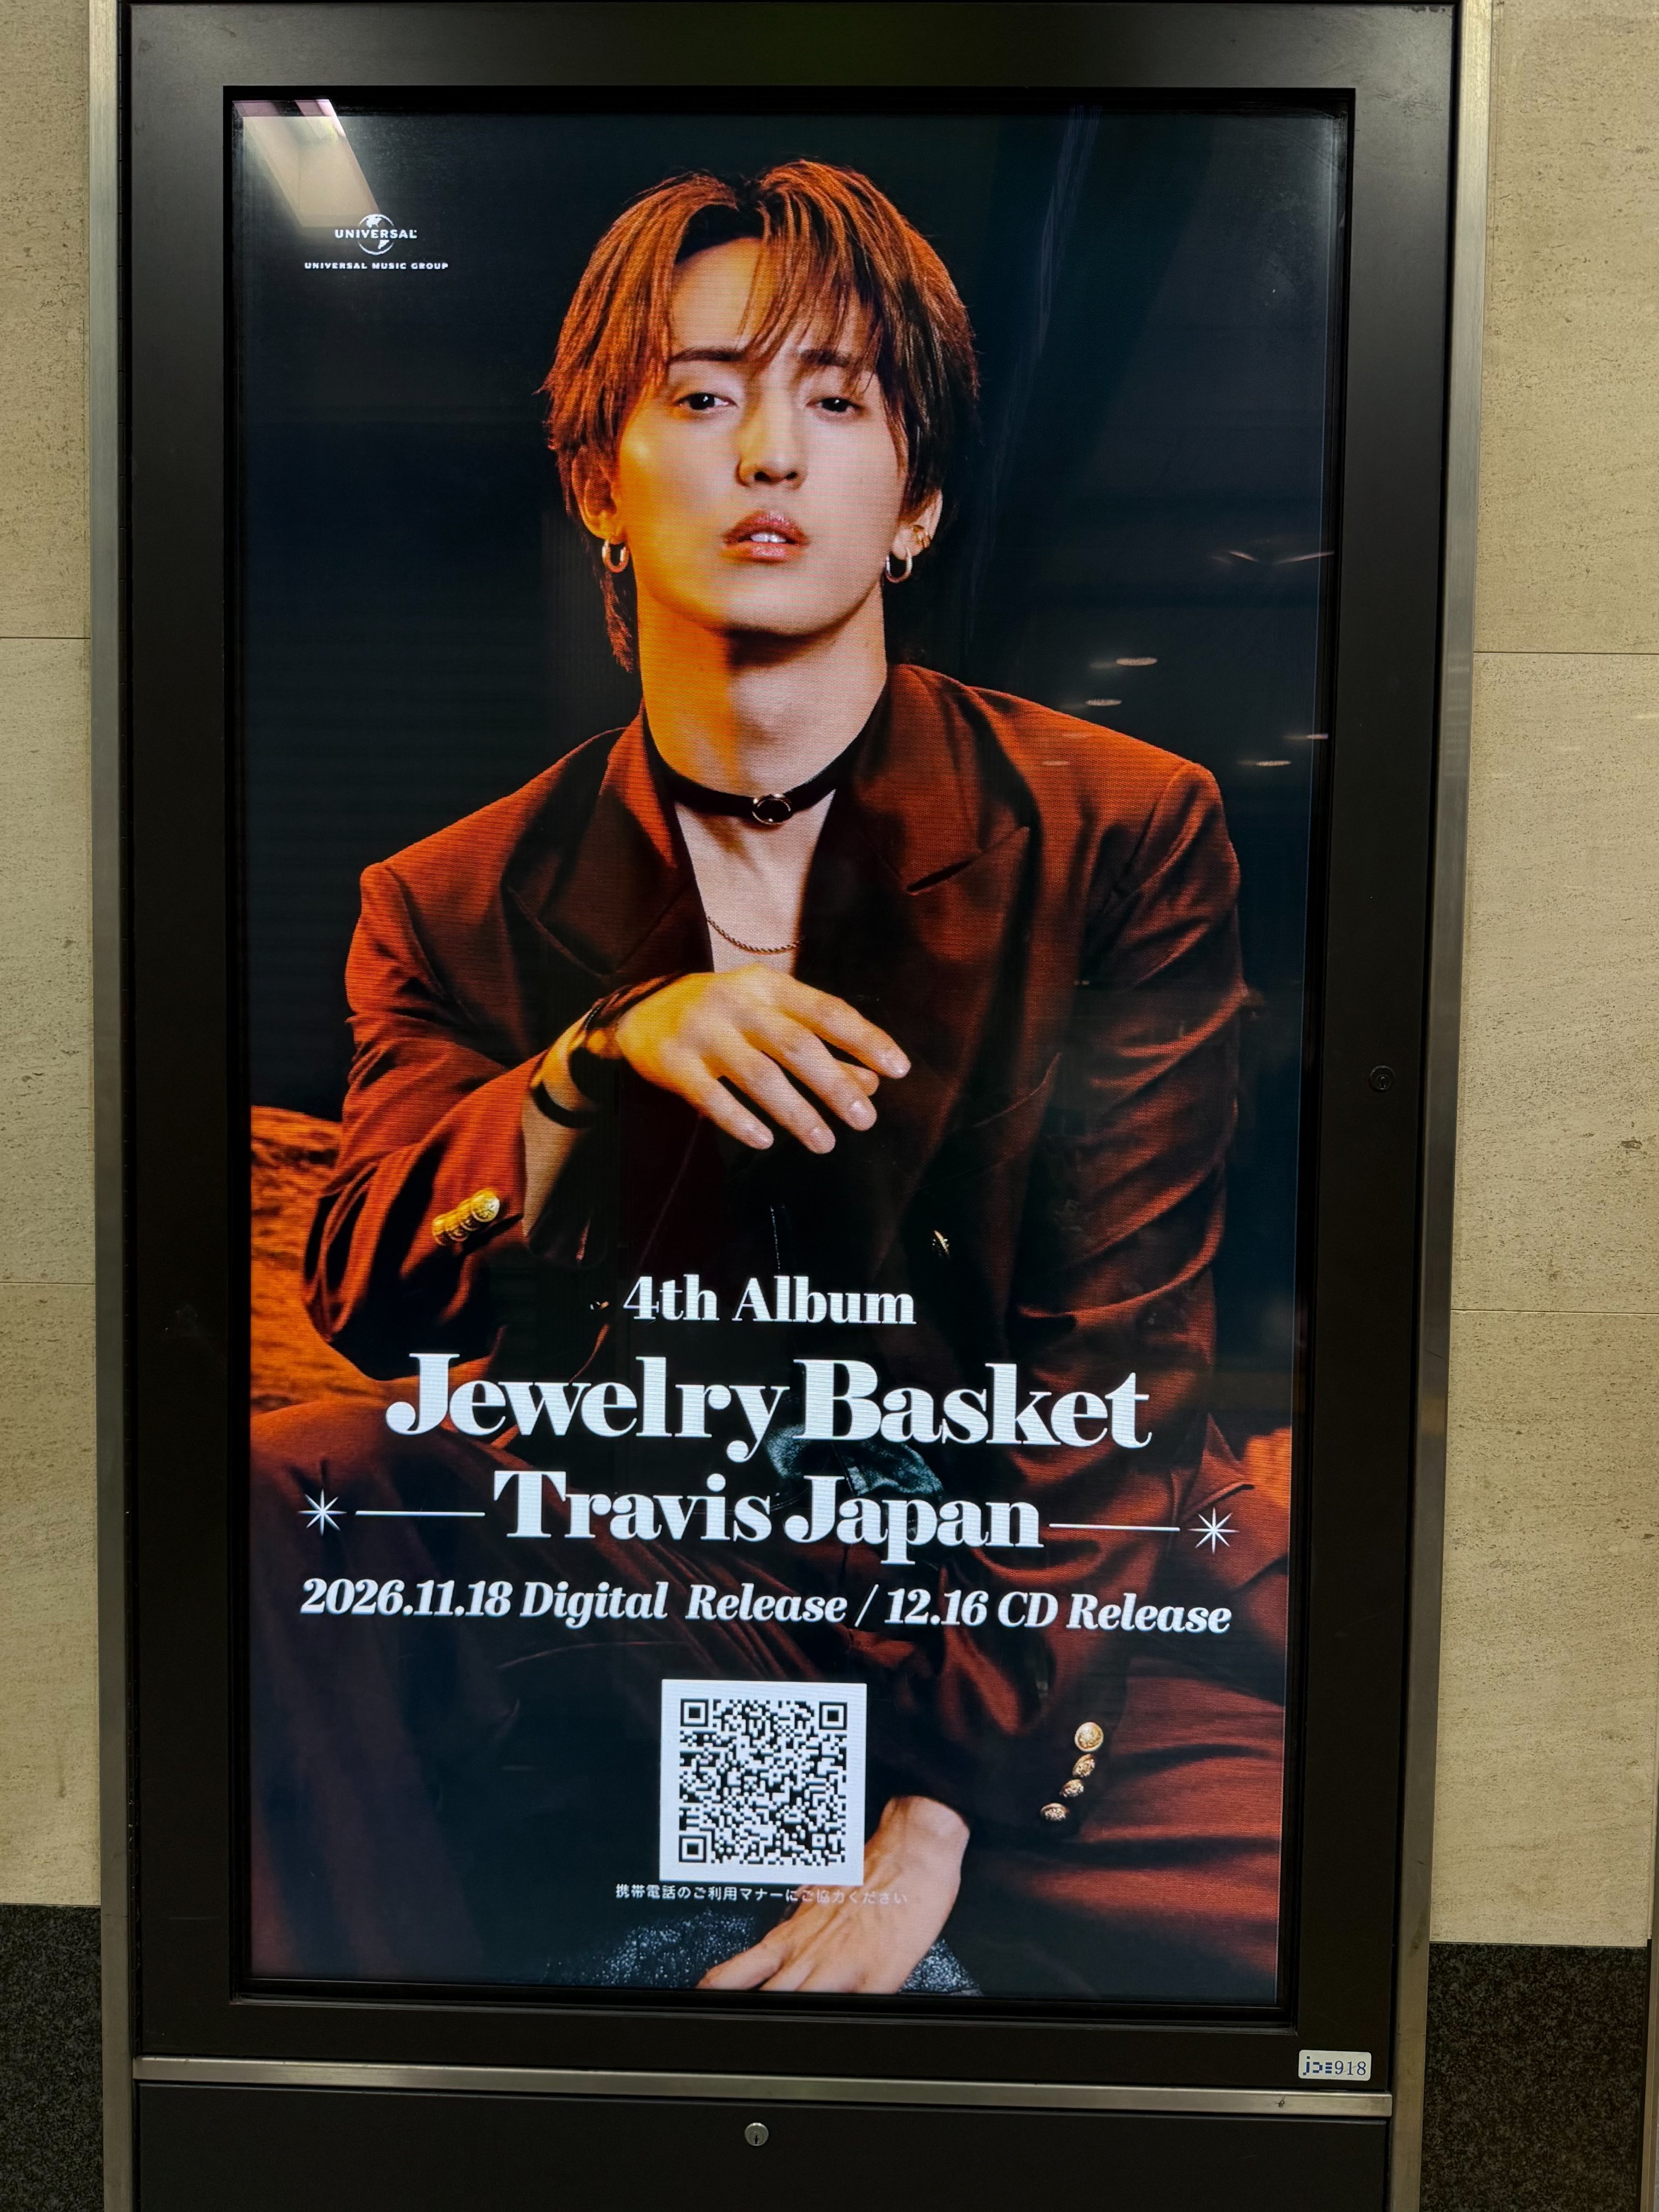 UNIVERSAL
UNIVERSAL MUSIC GROUP
4th Album
Jewelry Basket
Travis Japan
2026.11.18 Digital Release / 12.16 CD Release
携帯電話のご利用マナーにご協力ください
918